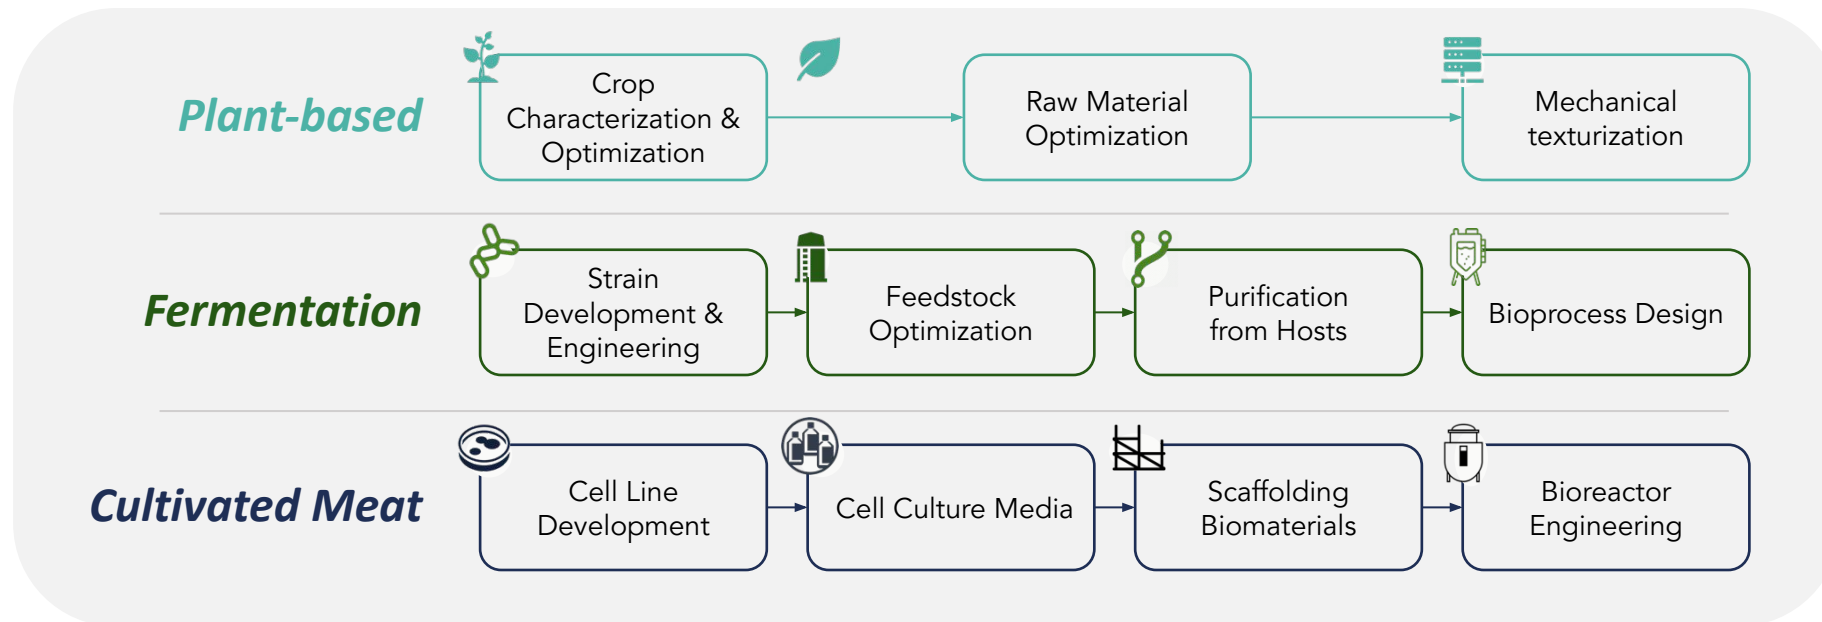 Plant-based
Crop
Characterization &
Optimization
Raw Material
Optimization
Mechanical
texturization
Fermentation
Strain
Development &
Engineering
Feedstock
Optimization
Purification
from Hosts
Bioprocess Design
Cultivated Meat
Cell Line
Development
Cell Culture Media
Scaffolding
Biomaterials
Bioreactor
Engineering